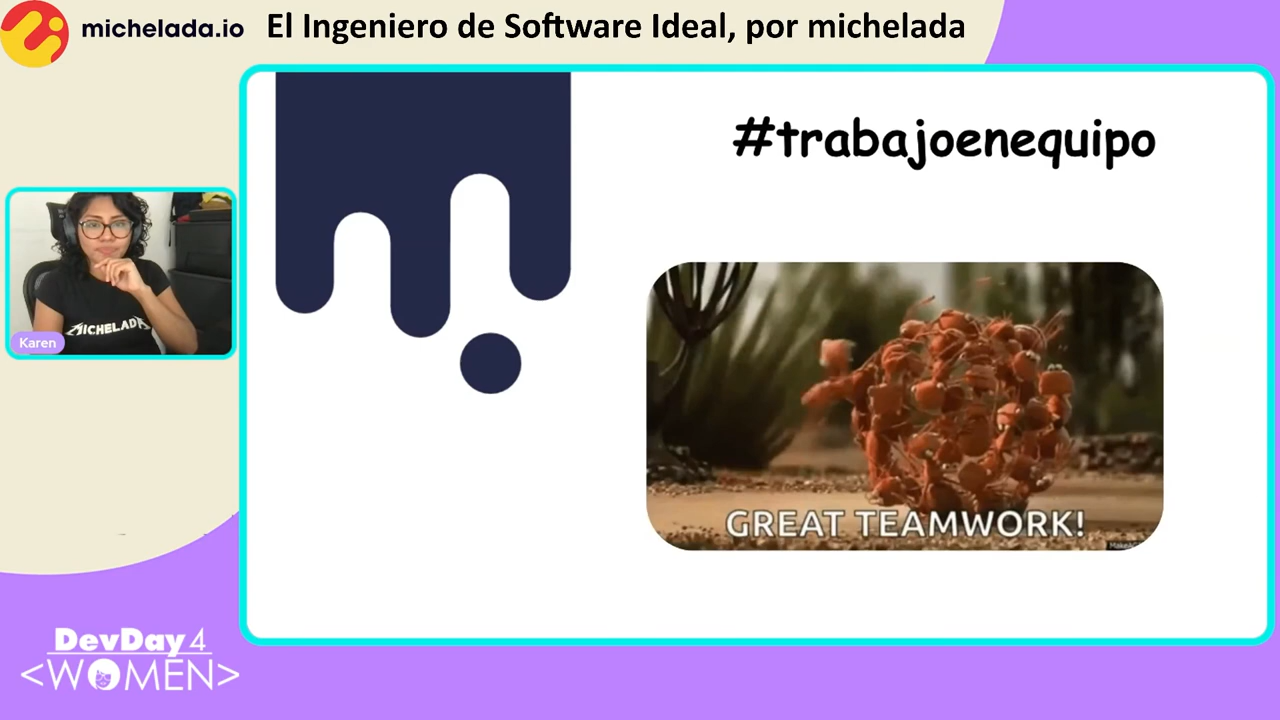 michelada.io
El Ingeniero de Software Ideal, por michelada
#trabajoenequipo
MICHELADA
Karen
GREAT TEAMWORK!
DevDay 4
<WOMEN>